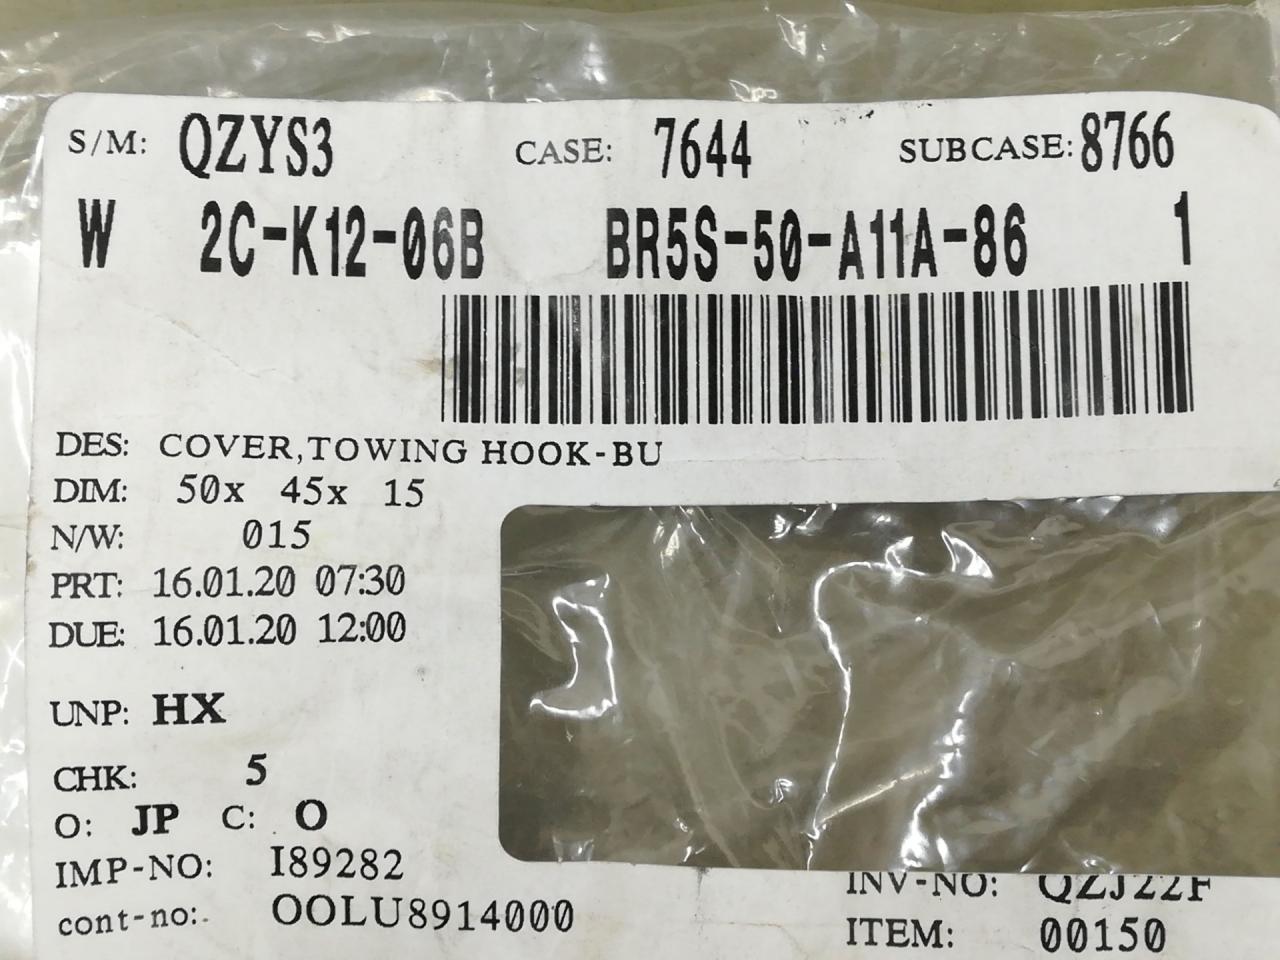 S/M: QZYS3 CASE: 7644 SUBCASE: 8766
W 2C-K12-06B BR5S-50-A11A-86 1
DES: COVER,TOWING HOOK-BU
DIM: 50x 45x 15
N/W: 015
PRT: 16.01.20 07:30
DUE: 16.01.20 12:00
UNP: HX
CHK: 5
O: JP C: O
IMP-NO: I89282
INV-NO: QZJ22F
cont-no: OOLU8914000
ITEM: 00150